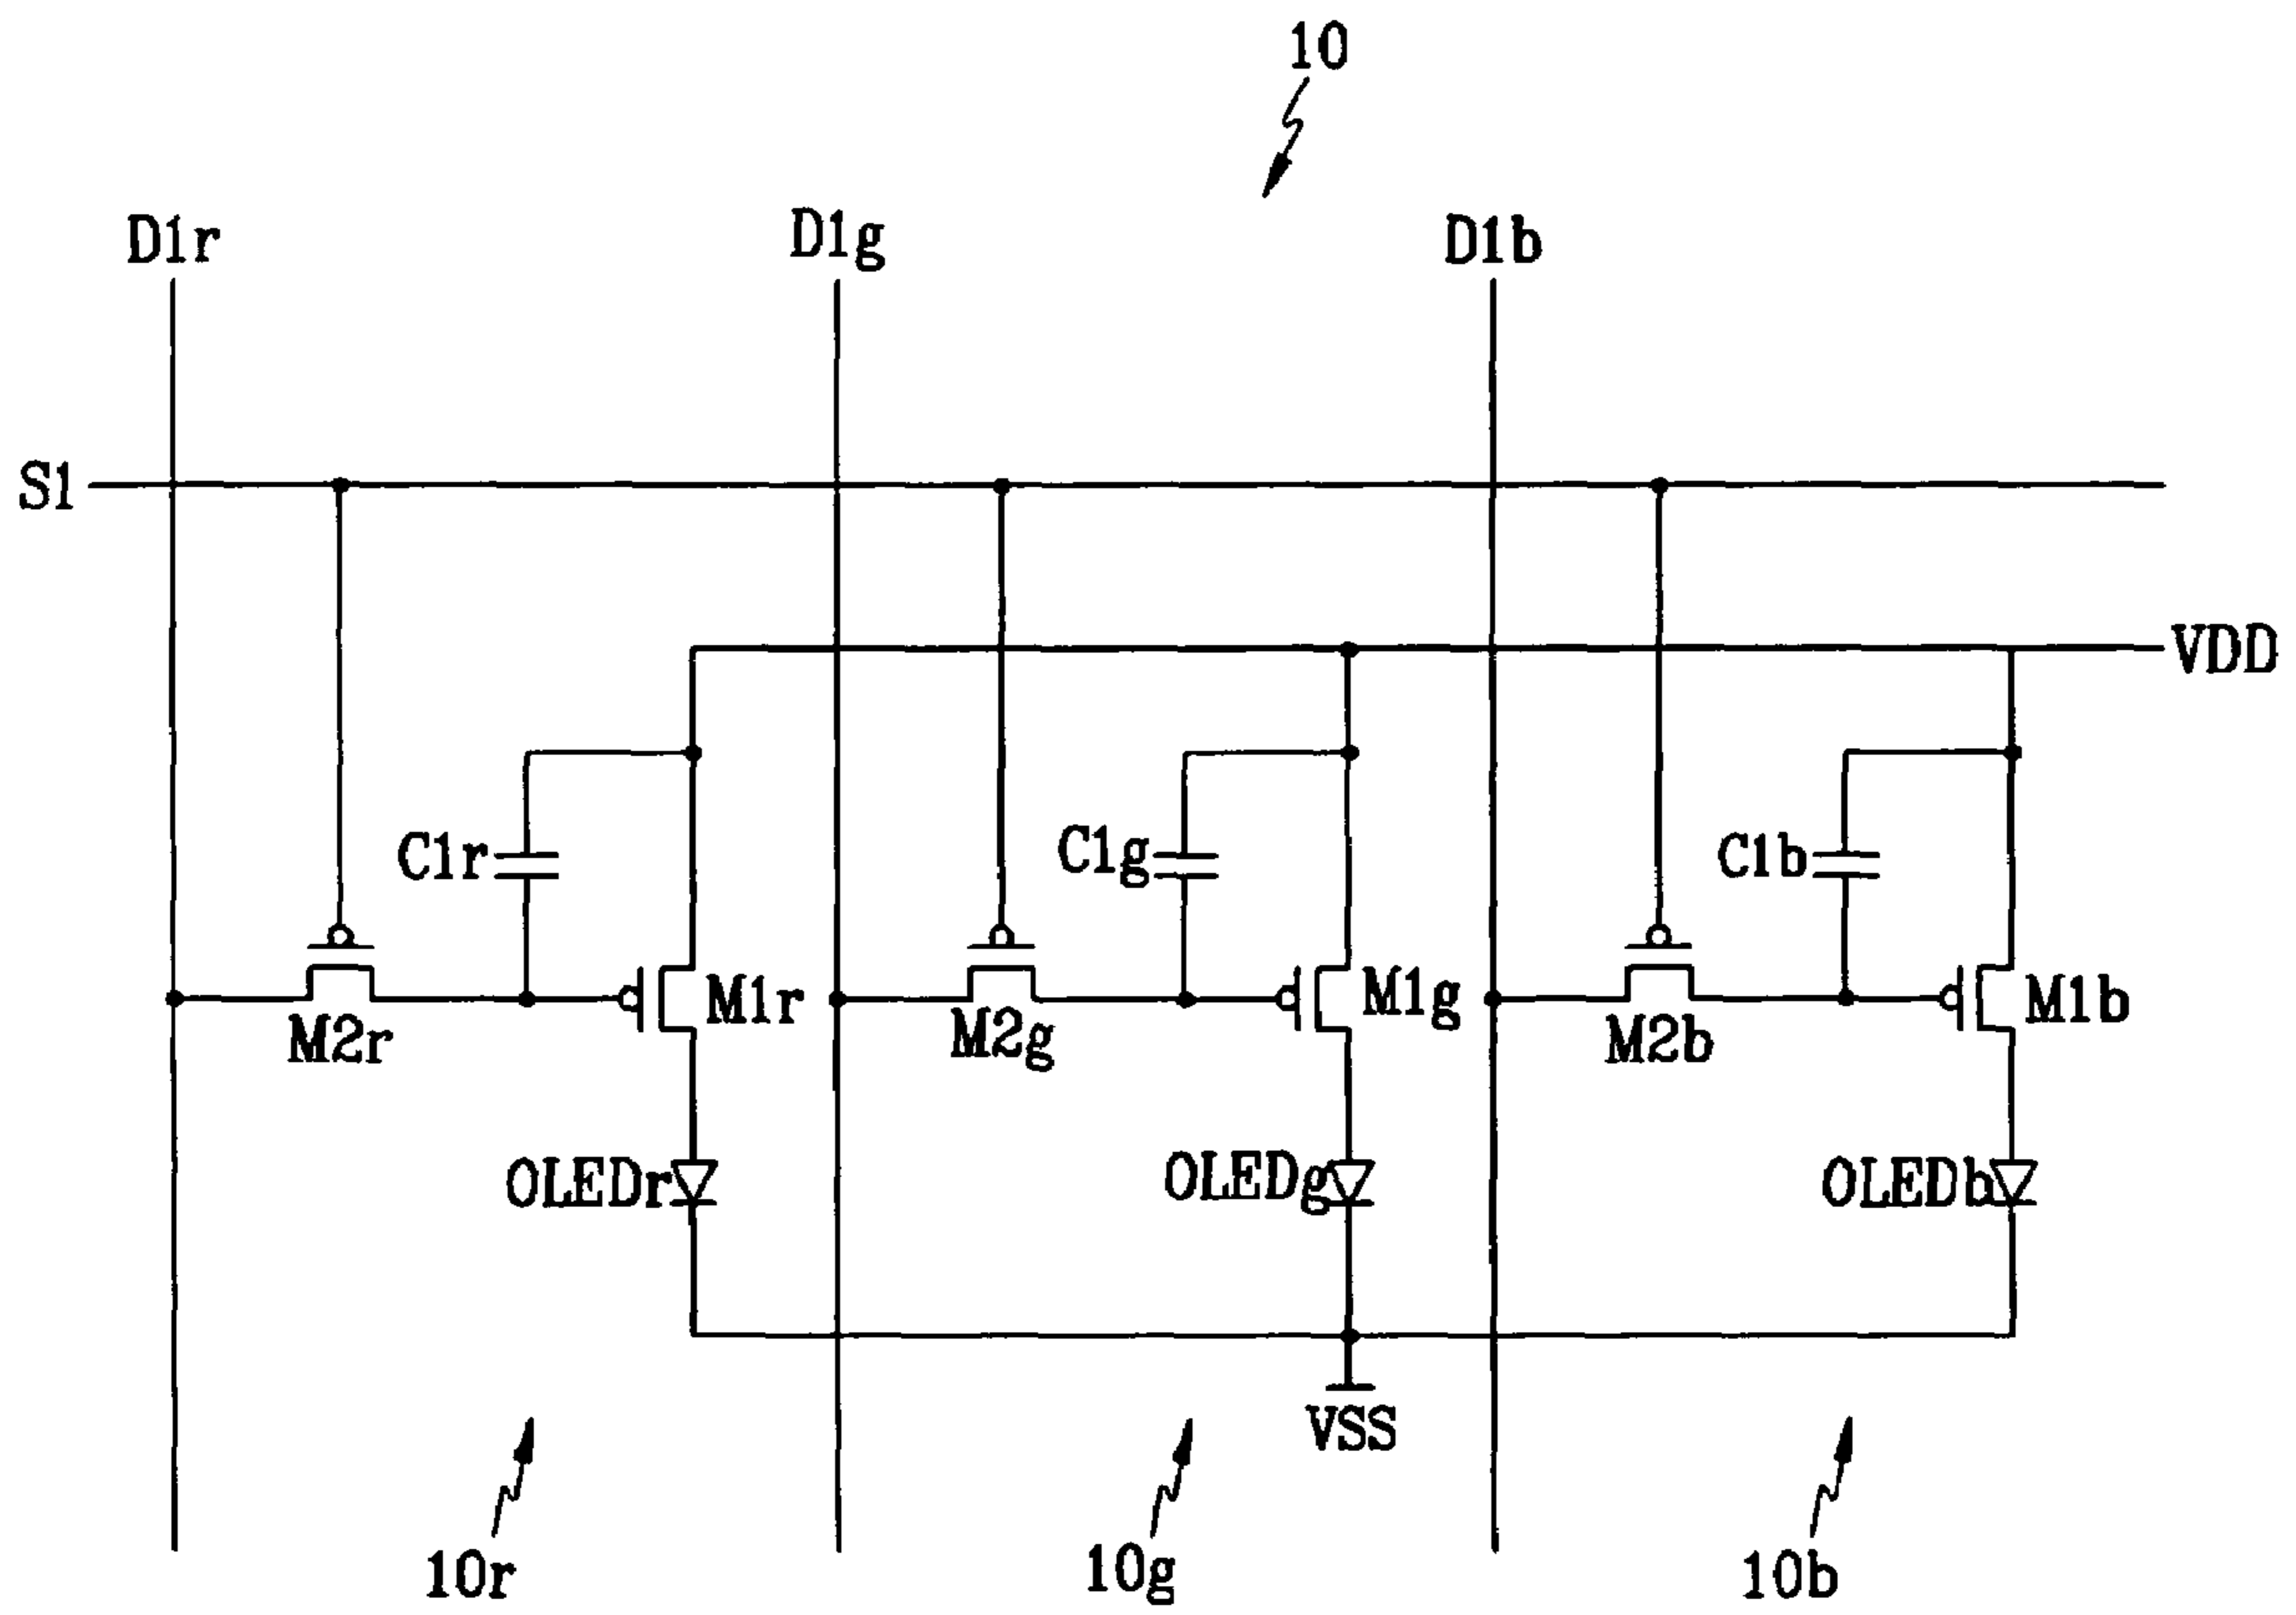 10
D1r
D1g
D1b
S1
VDD
C1r
C1g
C1b
M2r
M1r
M2g
M1g
M2b
M1b
OLEDr
OLEDg
OLEDb
VSS
10r
10g
10b